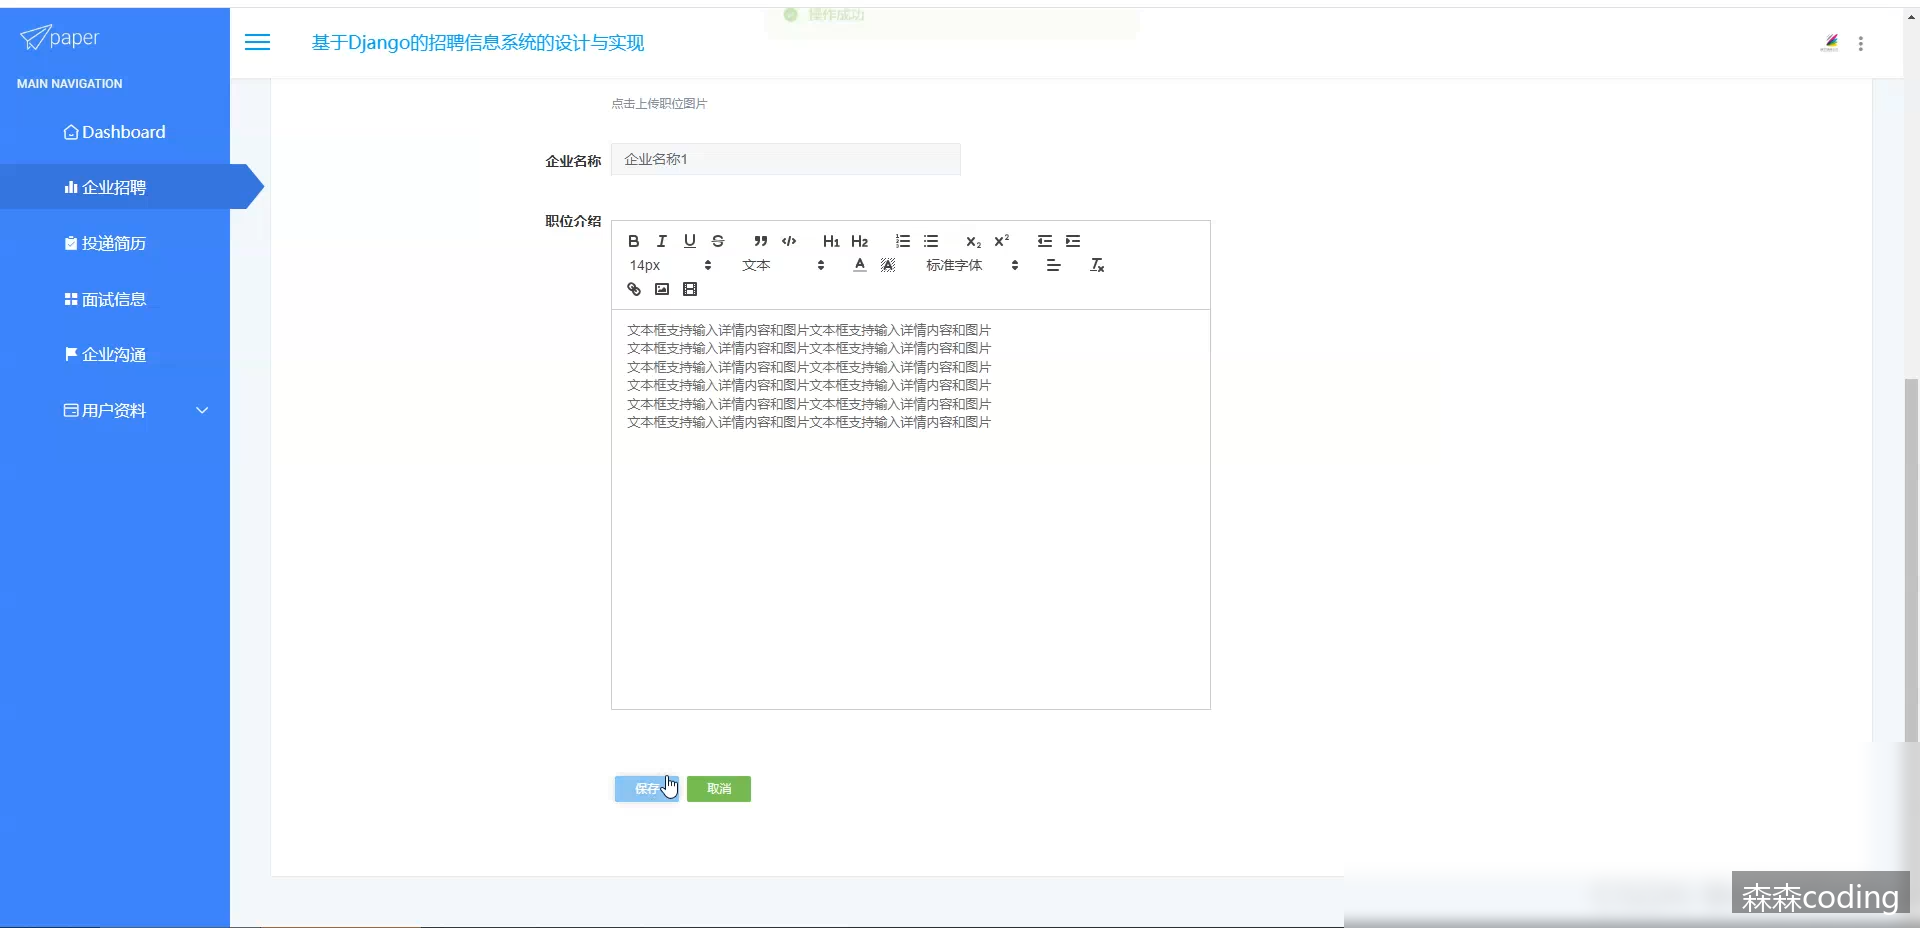 操作成功
paper
基于Django的招聘信息系统的设计与实现
MAIN NAVIGATION
Dashboard
企业招聘
投递简历
面试信息
企业沟通
用户资料
点击上传职位图片
企业名称
企业名称1
职位介绍
B I U S H1 H2 X2 X2
14px 文本 A A 标准字体 Tx
文本框支持输入详情内容和图片文本框支持输入详情内容和图片
文本框支持输入详情内容和图片文本框支持输入详情内容和图片
文本框支持输入详情内容和图片文本框支持输入详情内容和图片
文本框支持输入详情内容和图片文本框支持输入详情内容和图片
文本框支持输入详情内容和图片文本框支持输入详情内容和图片
文本框支持输入详情内容和图片文本框支持输入详情内容和图片
保存
取消
森森coding